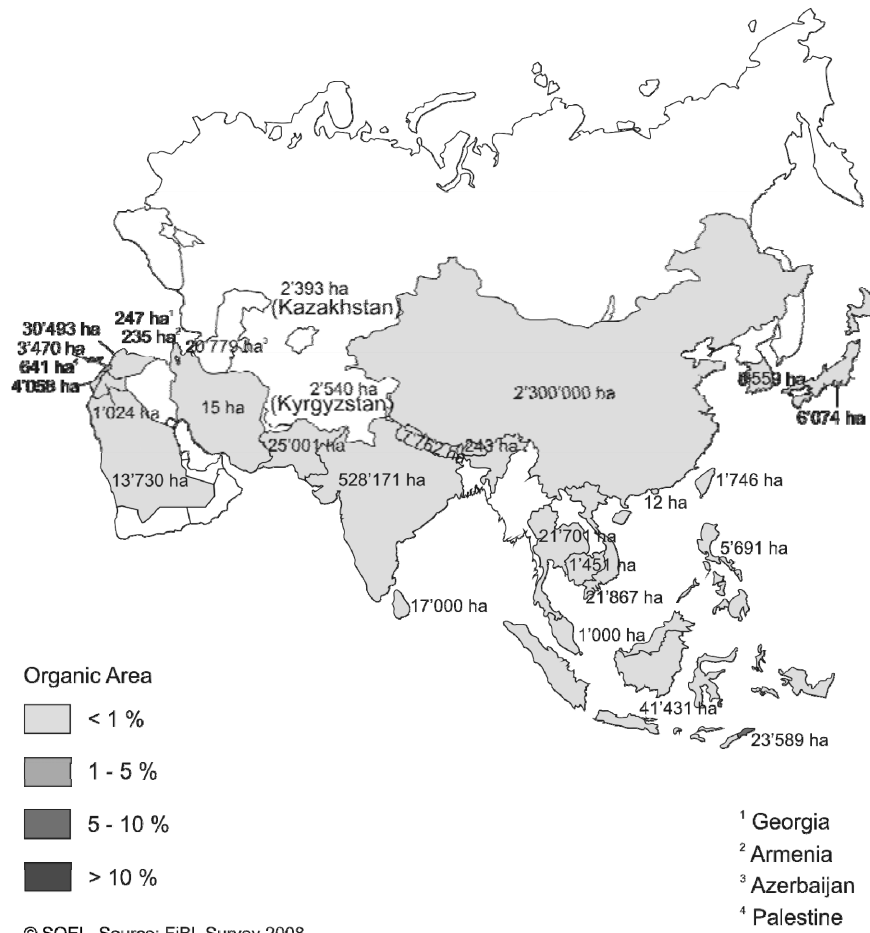 2’393 ha
(Kazakhstan)
247 ha¹
30’493 ha
235 ha²
20’779 ha³
3’470 ha
641 ha⁴
4’058 ha
2’540 ha
(Kyrgyzstan)
2’300’000 ha
8’559 ha
1’024 ha
15 ha
6’074 ha
25’001 ha
243 ha
13’730 ha
528’171 ha
1’746 ha
12 ha
21’701 ha
5’691 ha
1’451 ha
21’867 ha
17’000 ha
1’000 ha
41’431 ha
23’589 ha
Organic Area
< 1 %
1 - 5 %
5 - 10 %
> 10 %
¹ Georgia
² Armenia
³ Azerbaijan
⁴ Palestine
© SOEL, Source: FiBL Survey 2008